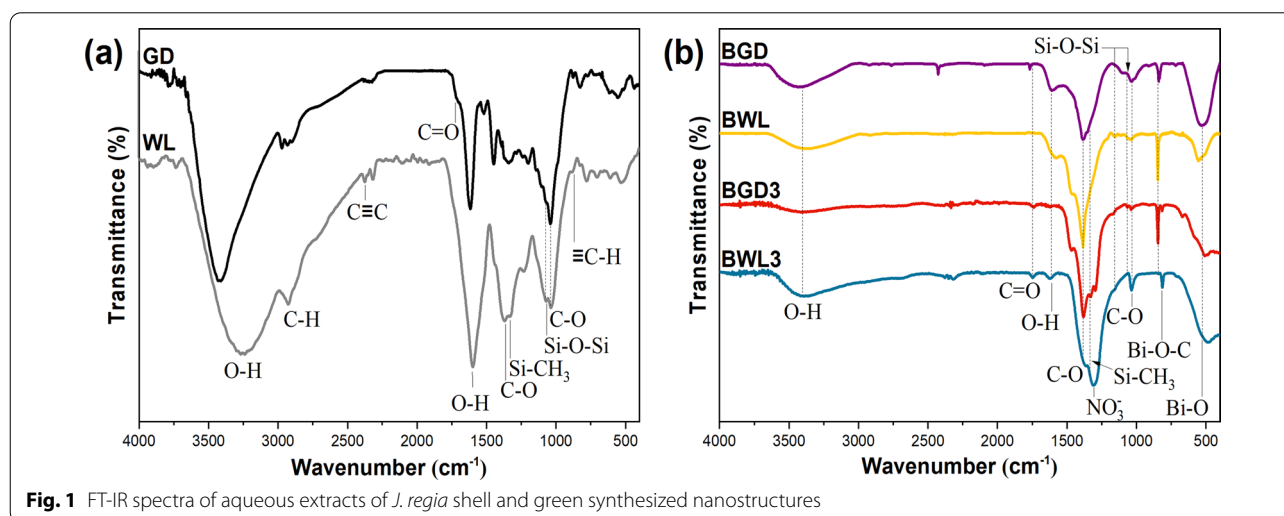 (a)
GD
WL
C=O
C≡C
≡C-H
C-H
O-H
O-H
C-O
Si-O-Si
Si-CH3
C-O
Transmittance (%)
4000 3500 3000 2500 2000 1500 1000 500
Wavenumber (cm-1)
(b)
BGD
BWL
BGD3
BWL3
Si-O-Si
O-H
C=O
O-H
C-O
Bi-O-C
C-O
Si-CH3
NO3-
Bi-O
Transmittance (%)
4000 3500 3000 2500 2000 1500 1000 500
Wavenumber (cm-1)
Fig. 1 FT-IR spectra of aqueous extracts of J. regia shell and green synthesized nanostructures